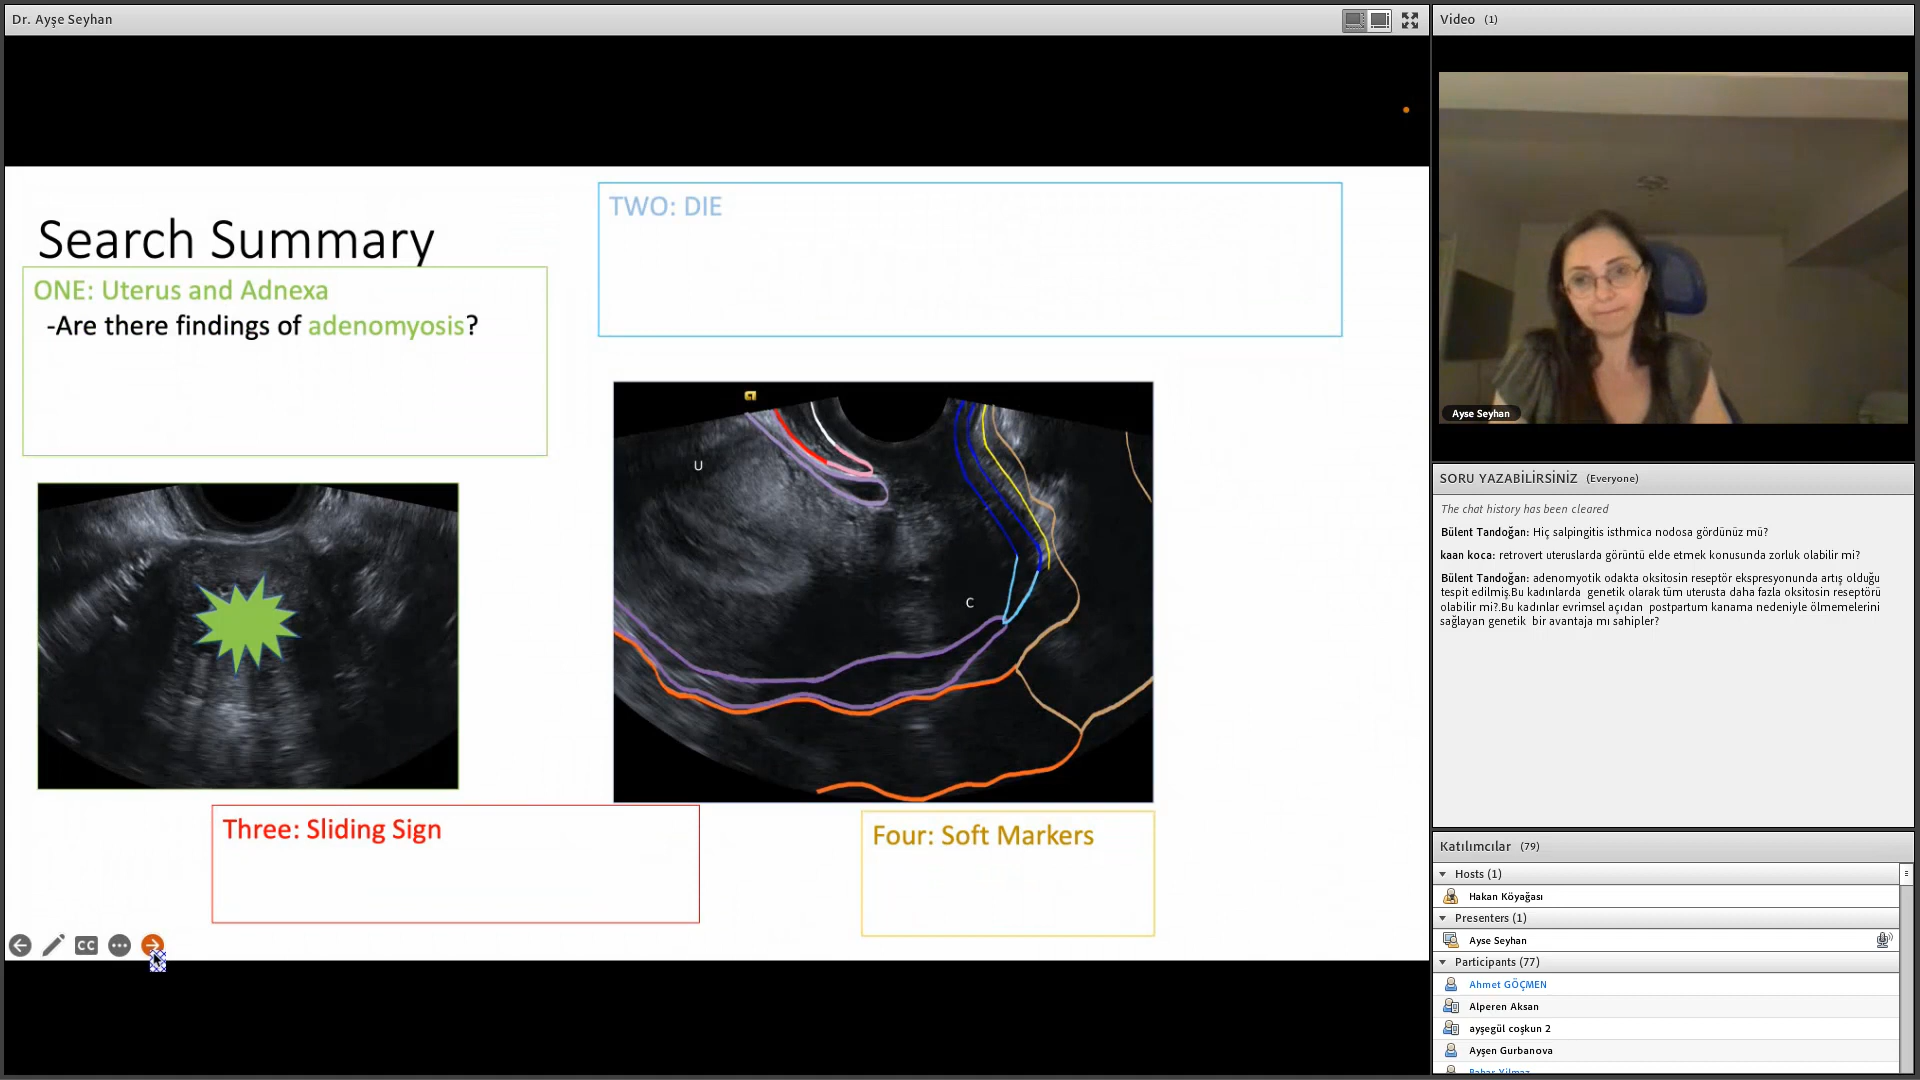 Dr. Ayşe Seyhan
Search Summary
ONE: Uterus and Adnexa
-Are there findings of adenomyosis?
TWO: DIE
U
C
Three: Sliding Sign
Four: Soft Markers
CC
Video (1)
Ayse Seyhan
SORU YAZABİLİRSİNİZ (Everyone)
The chat history has been cleared
Bülent Tandoğan: Hiç salpingitis isthmica nodosa gördünüz mü?
kaan koca: retrovert uteruslarda görüntü elde etmek konusunda zorluk olabilir mi?
Bülent Tandoğan: adenomyotik odakta oksitosin reseptör ekspresyonunda artış olduğu
tespit edilmiş.Bu kadınlarda genetik olarak tüm uterusta daha fazla oksitosin reseptörü
olabilir mi?.Bu kadınlar evrimsel açıdan postpartum kanama nedeniyle ölmemelerini
sağlayan genetik bir avantaja mı sahipler?
Katılımcılar (79)
Hosts (1)
Hakan Köyağası
Presenters (1)
Ayse Seyhan
Participants (77)
Ahmet GÖÇMEN
Alperen Aksan
ayşegül coşkun 2
Ayşen Gurbanova